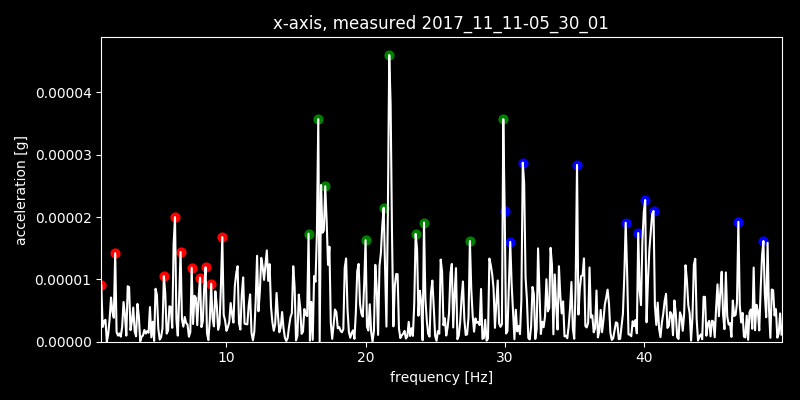 x-axis, measured 2017_11_11-05_30_01
acceleration [g]
0.00004
0.00003
0.00002
0.00001
0.00000
10 20 30 40
frequency [Hz]